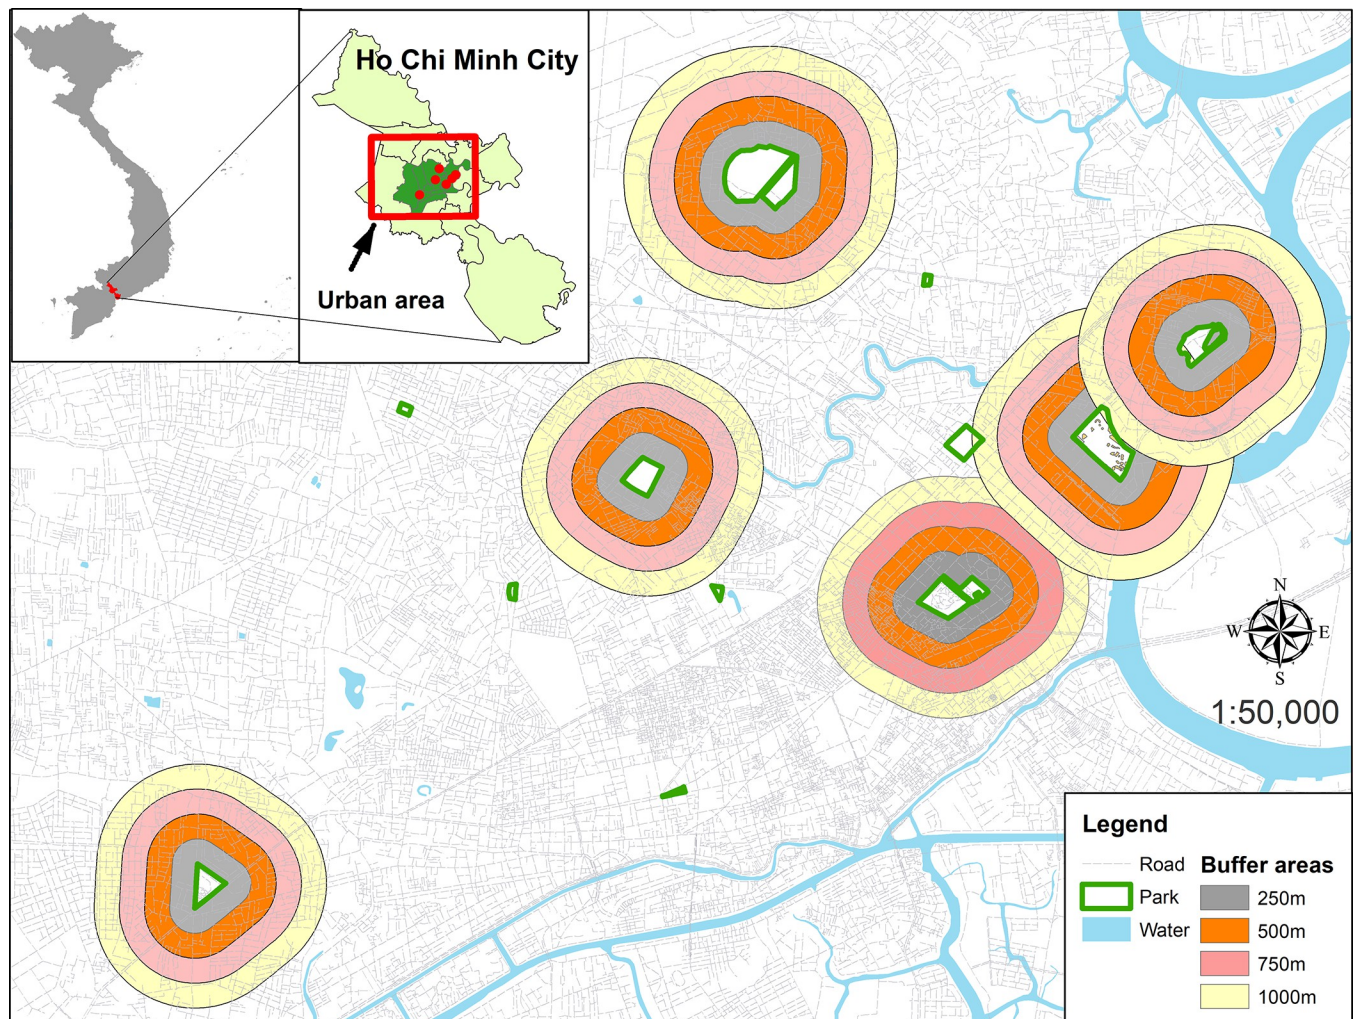 Ho Chi Minh City
Urban area
N
W E
S
1:50,000
Legend
Road
Park
Water
Buffer areas
250m
500m
750m
1000m